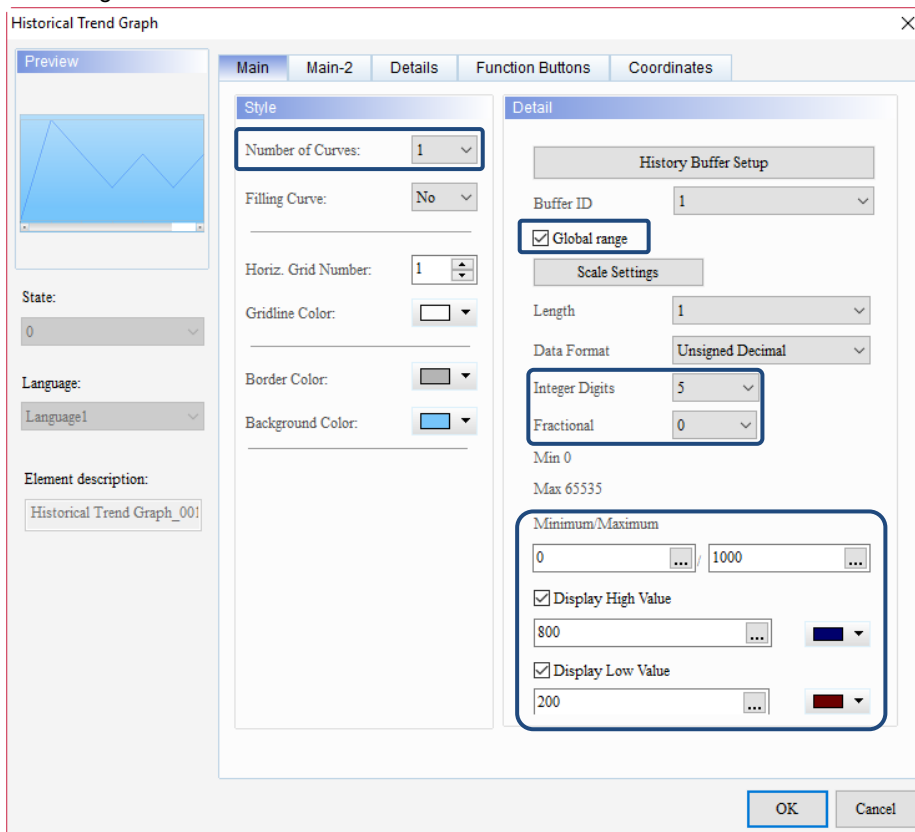 Historical Trend Graph
Preview
Main Main-2 Details Function Buttons Coordinates
Style
Number of Curves: 1
Filling Curve: No
Horiz. Grid Number: 1
Gridline Color:
Border Color:
Background Color:
Detail
History Buffer Setup
Buffer ID 1
Global range
Scale Settings
Length 1
Data Format Unsigned Decimal
Integer Digits 5
Fractional 0
Min 0
Max 65535
Minimum/Maximum
0 ... / 1000 ...
Display High Value
800 ...
Display Low Value
200 ...
State:
0
Language:
Language1
Element description:
Historical Trend Graph_001
OK Cancel